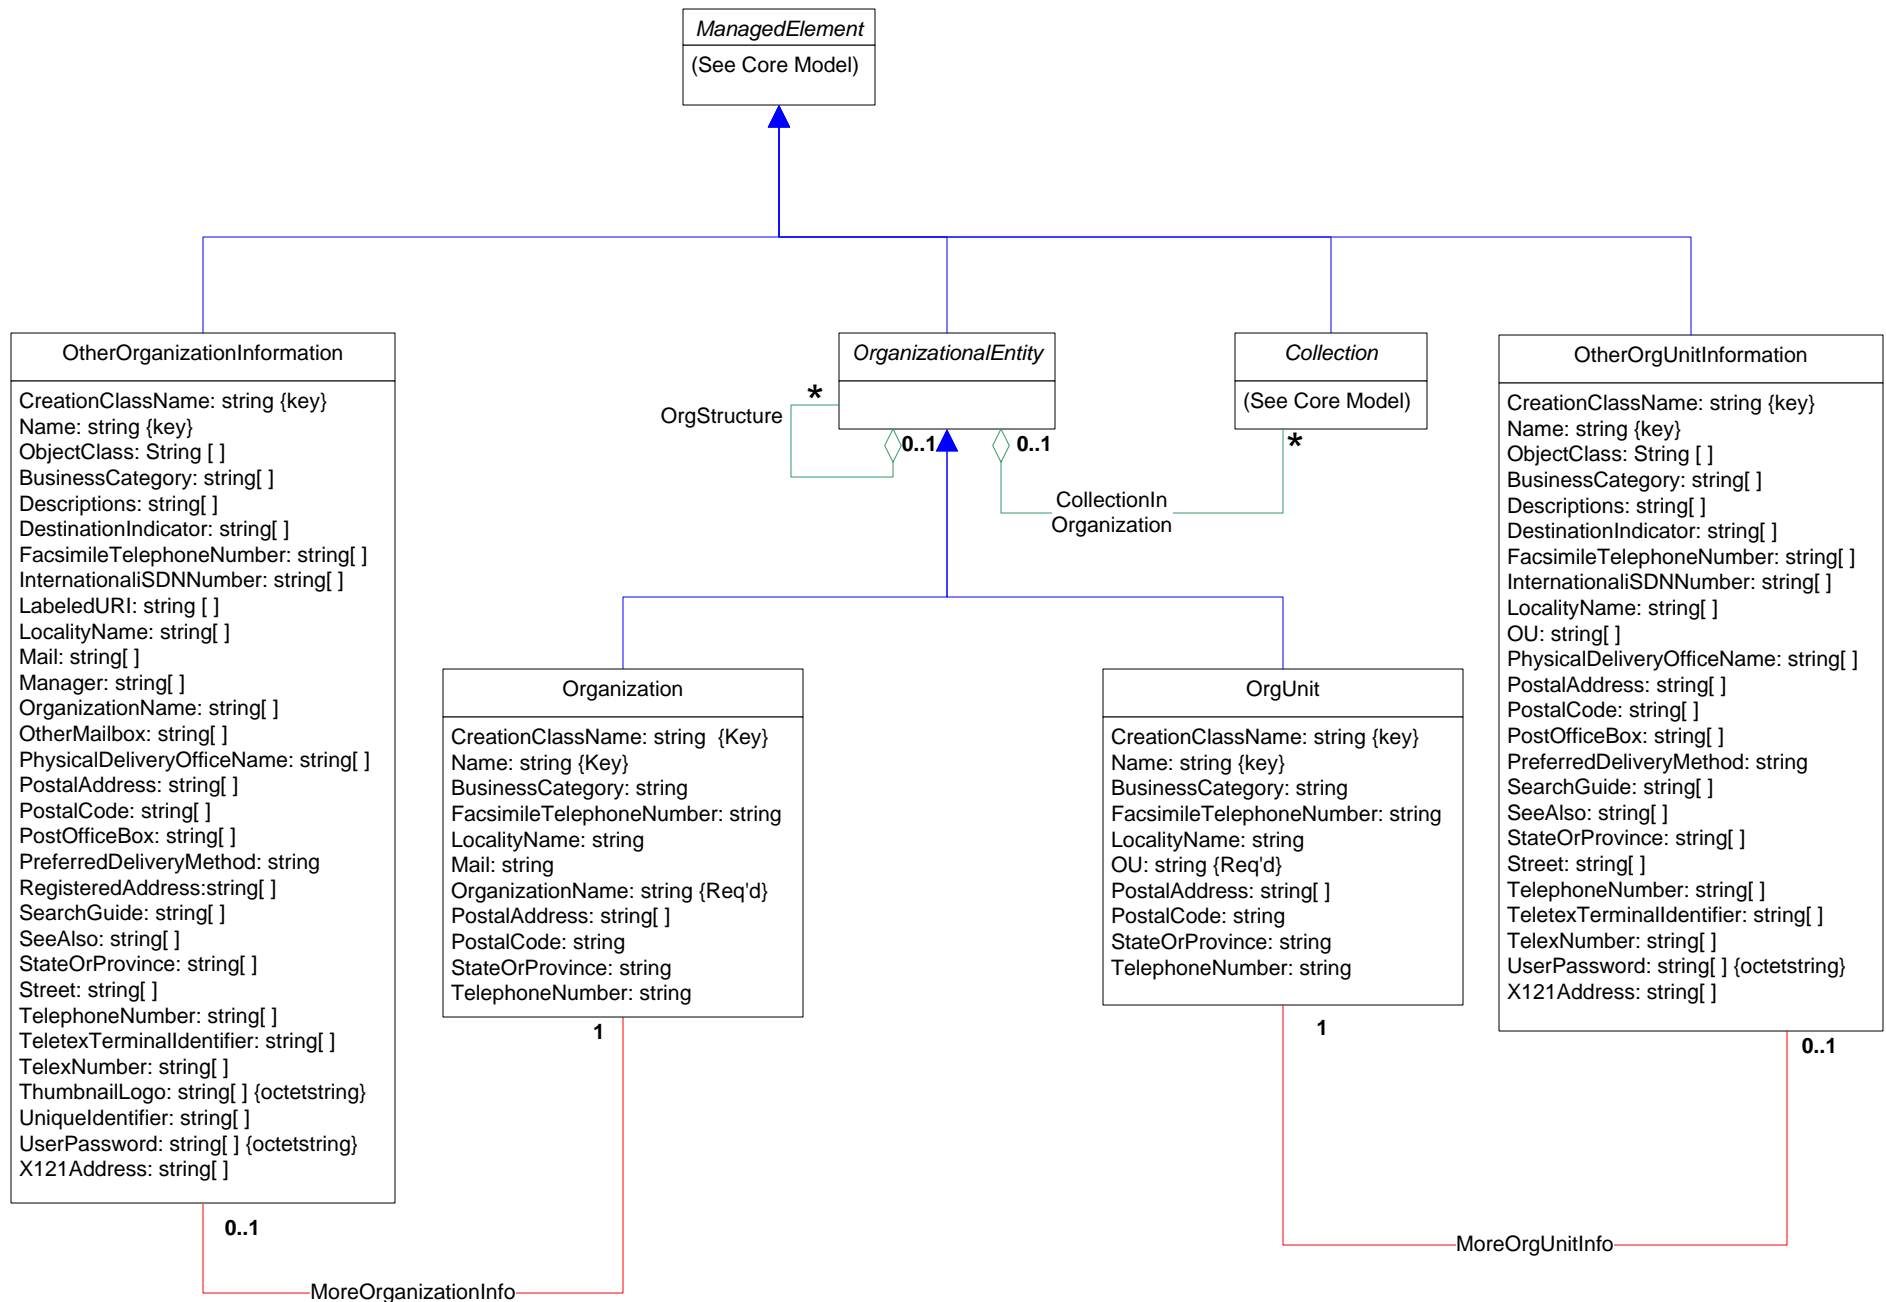 ManagedElement
(See Core Model)
OtherOrganizationInformation
CreationClassName: string {key}
Name: string {key}
ObjectClass: String [ ]
BusinessCategory: string[ ]
Descriptions: string[ ]
DestinationIndicator: string[ ]
FacsimileTelephoneNumber: string[ ]
InternationaliSDNNumber: string[ ]
LabeledURI: string [ ]
LocalityName: string[ ]
Mail: string[ ]
Manager: string[ ]
OrganizationName: string[ ]
OtherMailbox: string[ ]
PhysicalDeliveryOfficeName: string[ ]
PostalAddress: string[ ]
PostalCode: string[ ]
PostOfficeBox: string[ ]
PreferredDeliveryMethod: string
RegisteredAddress:string[ ]
SearchGuide: string[ ]
SeeAlso: string[ ]
StateOrProvince: string[ ]
Street: string[ ]
TelephoneNumber: string[ ]
TeletexTerminalIdentifier: string[ ]
TelexNumber: string[ ]
ThumbnailLogo: string[ ] {octetstring}
UniqueIdentifier: string[ ]
UserPassword: string[ ] {octetstring}
X121Address: string[ ]
0..1
MoreOrganizationInfo
OrganizationalEntity
*
OrgStructure
0..1
0..1
CollectionIn
Organization
Collection
(See Core Model)
*
Organization
CreationClassName: string  {Key}
Name: string {Key}
BusinessCategory: string
FacsimileTelephoneNumber: string
LocalityName: string
Mail: string
OrganizationName: string {Req'd}
PostalAddress: string[ ]
PostalCode: string
StateOrProvince: string
TelephoneNumber: string
1
OrgUnit
CreationClassName: string {key}
Name: string {key}
BusinessCategory: string
FacsimileTelephoneNumber: string
LocalityName: string
OU: string {Req'd}
PostalAddress: string[ ]
PostalCode: string
StateOrProvince: string
TelephoneNumber: string
1
OtherOrgUnitInformation
CreationClassName: string {key}
Name: string {key}
ObjectClass: String [ ]
BusinessCategory: string[ ]
Descriptions: string[ ]
DestinationIndicator: string[ ]
FacsimileTelephoneNumber: string[ ]
InternationaliSDNNumber: string[ ]
LocalityName: string[ ]
OU: string[ ]
PhysicalDeliveryOfficeName: string[ ]
PostalAddress: string[ ]
PostalCode: string[ ]
PostOfficeBox: string[ ]
PreferredDeliveryMethod: string
SearchGuide: string[ ]
SeeAlso: string[ ]
StateOrProvince: string[ ]
Street: string[ ]
TelephoneNumber: string[ ]
TeletexTerminalIdentifier: string[ ]
TelexNumber: string[ ]
UserPassword: string[ ] {octetstring}
X121Address: string[ ]
0..1
MoreOrgUnitInfo